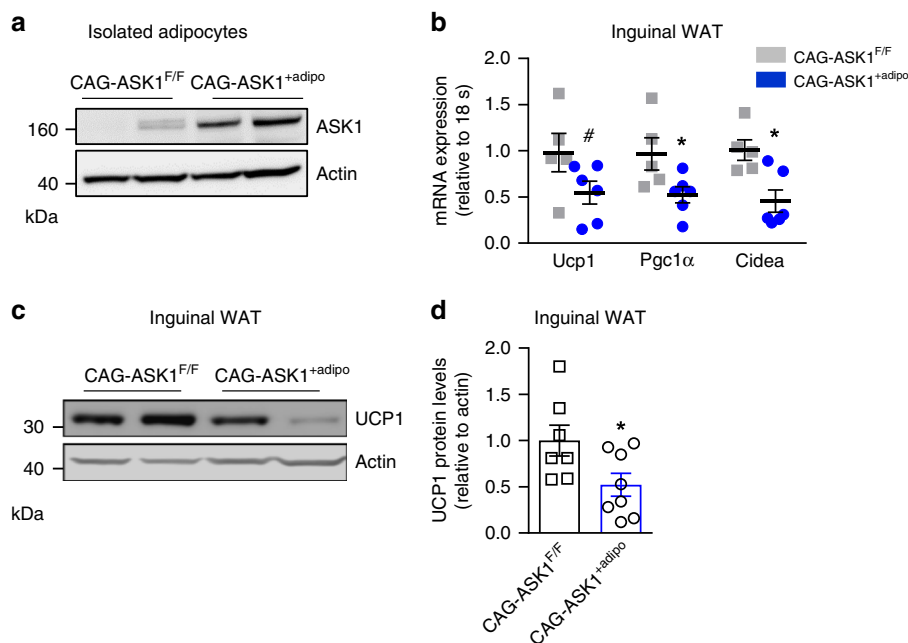 a
Isolated adipocytes
CAG-ASK1F/F CAG-ASK1+adipo
160
ASK1
40
Actin
kDa
b
Inguinal WAT
CAG-ASK1F/F
CAG-ASK1+adipo
mRNA expression
(relative to 18 s)
2.0
1.5
1.0
0.5
0.0
#
*
*
Ucp1 Pgc1α Cidea
c
Inguinal WAT
CAG-ASK1F/F CAG-ASK1+adipo
30
UCP1
40
Actin
kDa
d
Inguinal WAT
UCP1 protein levels
(relative to actin)
2.0
1.5
1.0
0.5
0.0
*
CAG-ASK1F/F
CAG-ASK1+adipo